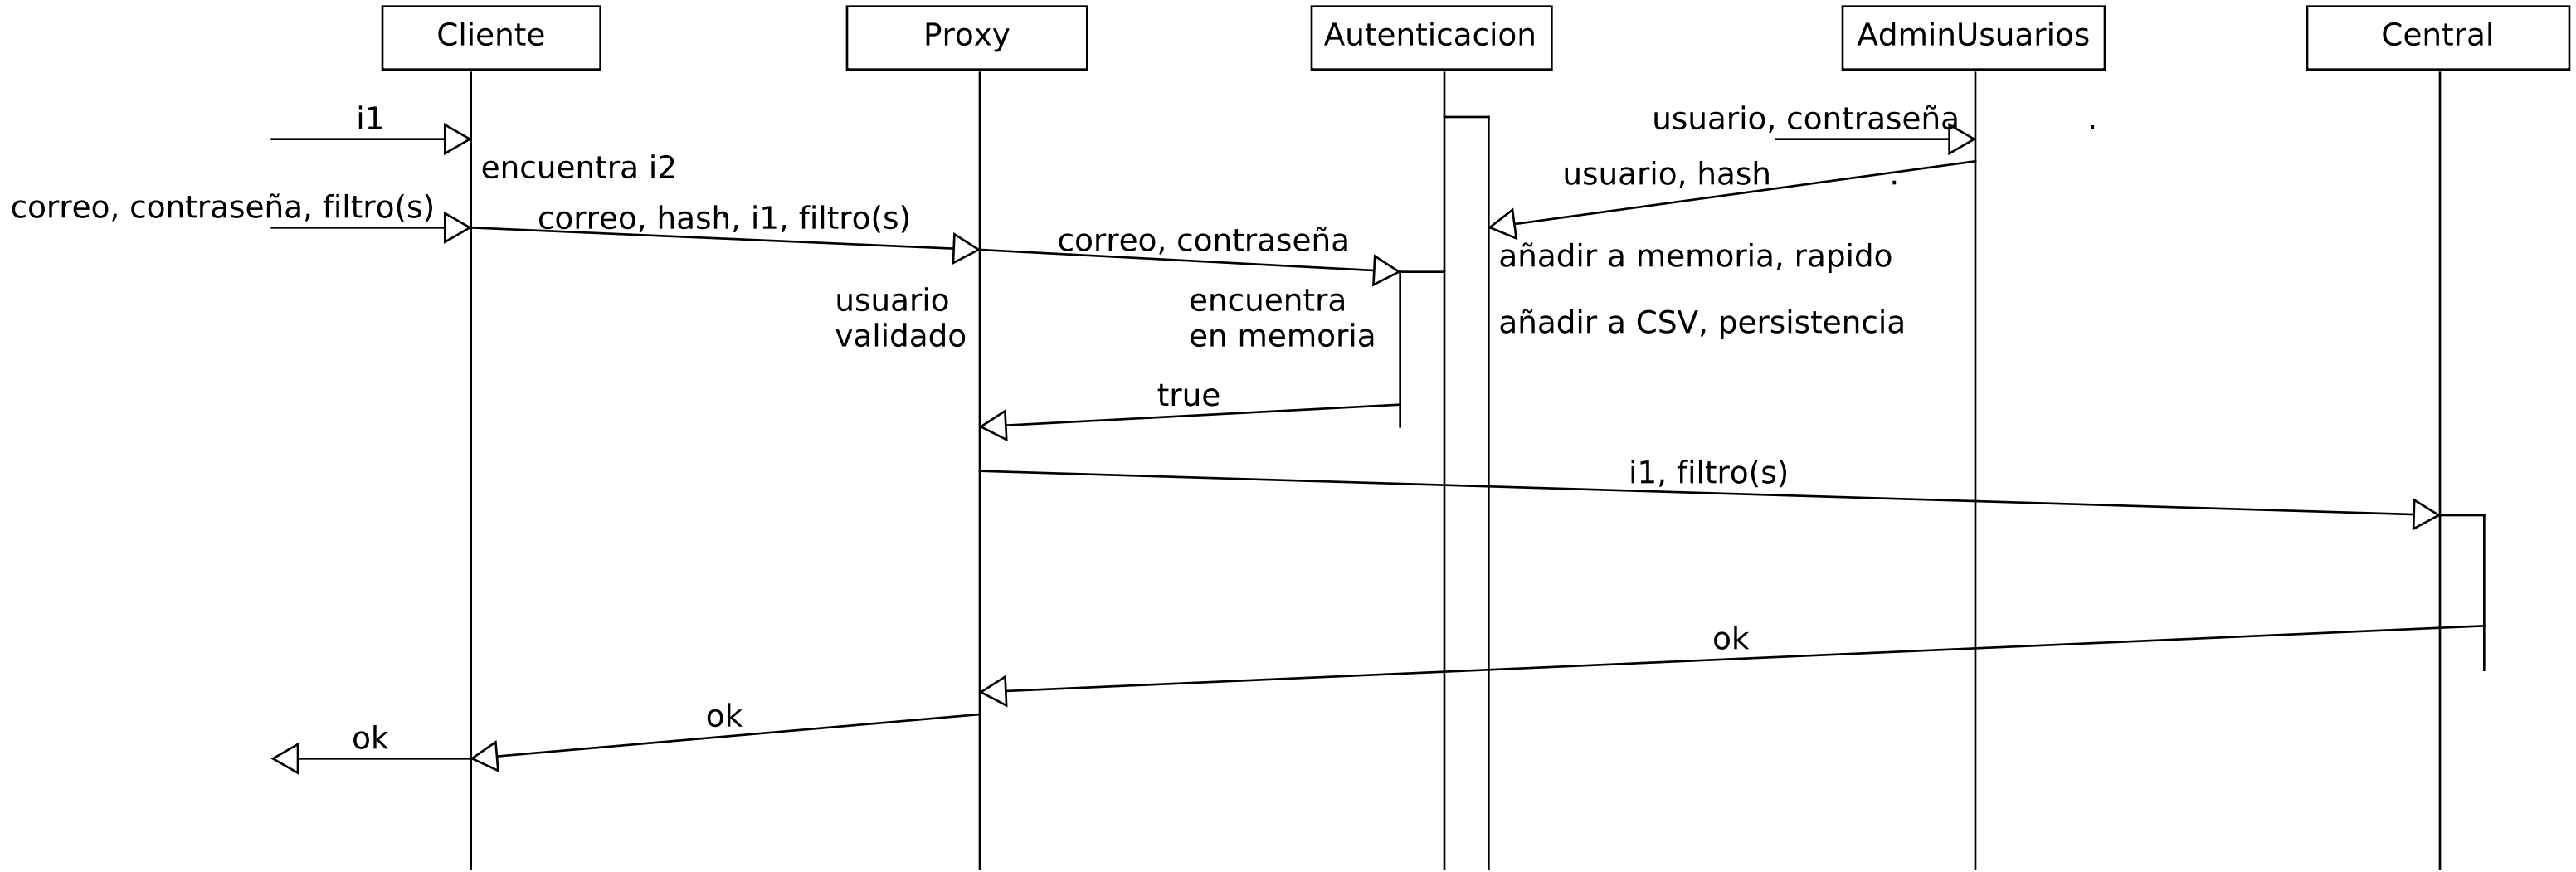 Cliente
Proxy
Autenticacion
AdminUsuarios
Central
i1
usuario, contraseña .
encuentra i2
usuario, hash .
correo, contraseña, filtro(s)
correo, hash, i1, filtro(s)
correo, contraseña
añadir a memoria, rapido
usuario
validado
encuentra
en memoria
añadir a CSV, persistencia
true
i1, filtro(s)
ok
ok
ok